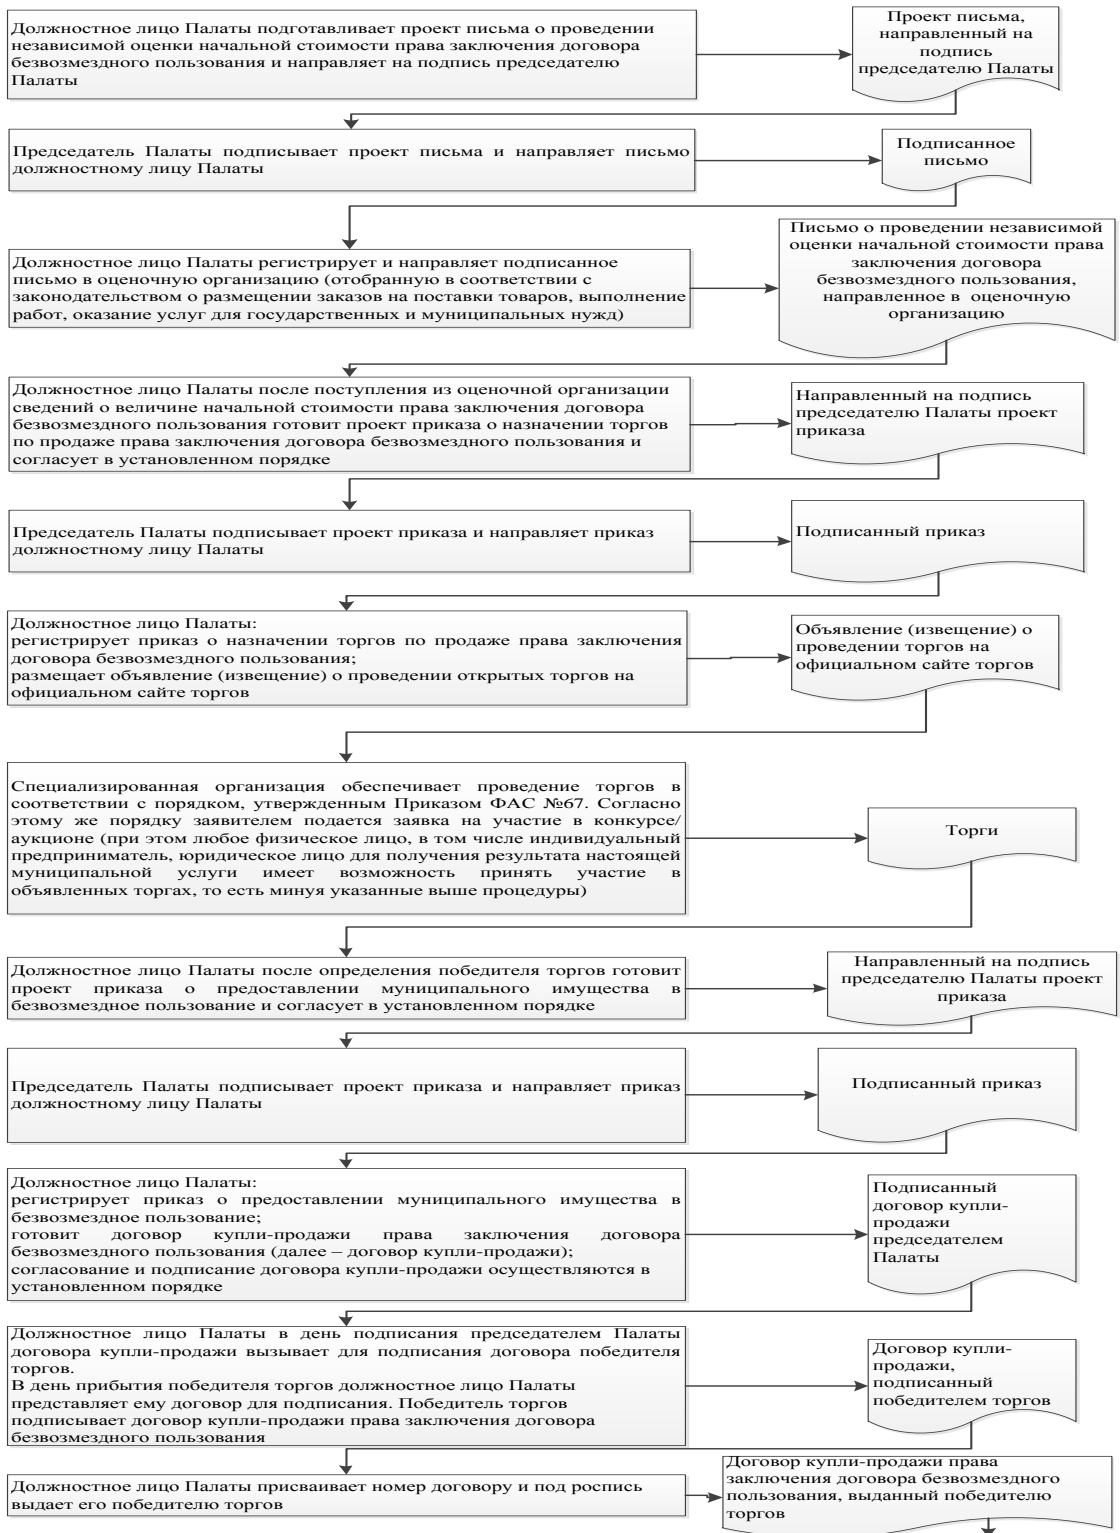 Должностное лицо Палаты подготавливает проект письма о проведении
независимой оценки начальной стоимости права заключения договора
безвозмездного пользования и направляет на подпись председателю
Палаты
Проект письма,
направленный на
подпись
председателю Палаты
Председатель Палаты подписывает проект письма и направляет письмо
должностному лицу Палаты
Подписанное
письмо
Должностное лицо Палаты регистрирует и направляет подписанное
письмо в оценочную организацию (отобранную в соответствии с
законодательством о размещении заказов на поставки товаров, выполнение
работ, оказание услуг для государственных и муниципальных нужд)
Письмо о проведении независимой
оценки начальной стоимости права
заключения договора
безвозмездного пользования,
направленное в оценочную
организацию
Должностное лицо Палаты после поступления из оценочной организации
сведений о величине начальной стоимости права заключения договора
безвозмездного пользования готовит проект приказа о назначении торгов
по продаже права заключения договора безвозмездного пользования и
согласует в установленном порядке
Направленный на подпись
председателю Палаты проект
приказа
Председатель Палаты подписывает проект приказа и направляет приказ
должностному лицу Палаты
Подписанный приказ
Должностное лицо Палаты:
регистрирует приказ о назначении торгов по продаже права заключения
договора безвозмездного пользования;
размещает объявление (извещение) о проведении открытых торгов на
официальном сайте торгов
Объявление (извещение) о
проведении торгов на
официальном сайте торгов
Специализированная организация обеспечивает проведение торгов в
соответствии с порядком, утвержденным Приказом ФАС №67. Согласно
этому же порядку заявителем подается заявка на участие в конкурсе/
аукционе (при этом любое физическое лицо, в том числе индивидуальный
предприниматель, юридическое лицо для получения результата настоящей
муниципальной услуги имеет возможность принять участие в
объявленных торгах, то есть минуя указанные выше процедуры)
Торги
Должностное лицо Палаты после определения победителя торгов готовит
проект приказа о предоставлении муниципального имущества в
безвозмездное пользование и согласует в установленном порядке
Направленный на подпись
председателю Палаты проект
приказа
Председатель Палаты подписывает проект приказа и направляет приказ
должностному лицу Палаты
Подписанный приказ
Должностное лицо Палаты:
регистрирует приказ о предоставлении муниципального имущества в
безвозмездное пользование;
готовит договор купли-продажи права заключения договора
безвозмездного пользования (далее – договор купли-продажи);
согласование и подписание договора купли-продажи осуществляются в
установленном порядке
Подписанный
договор купли-
продажи
председателем
Палаты
Должностное лицо Палаты в день подписания председателем Палаты
договора купли-продажи вызывает для подписания договора победителя
торгов.
В день прибытия победителя торгов должностное лицо Палаты
представляет ему договор для подписания. Победитель торгов
подписывает договор купли-продажи права заключения договора
безвозмездного пользования
Договор купли-
продажи,
подписанный
победителем торгов
Должностное лицо Палаты присваивает номер договору и под роспись
выдает его победителю торгов
Договор купли-продажи права
заключения договора безвозмездного
пользования, выданный победителю
торгов